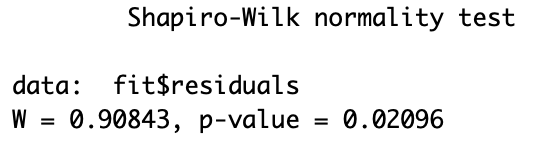 Shapiro-Wilk normality test
data:  fit$residuals
W = 0.90843, p-value = 0.02096